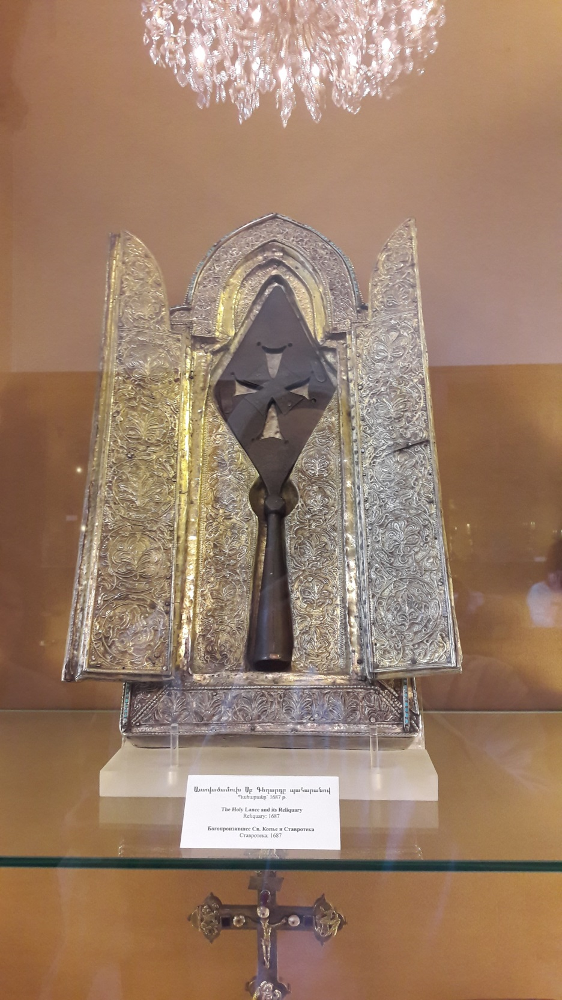 Աստվածամուխ Սբ Գեղարդը պահարանով
Պահարանը՝ 1687 թ.
The Holy Lance and its Reliquary
Reliquary: 1687
Богопронзившее Св. Копье и Ставротека
Ставротека: 1687